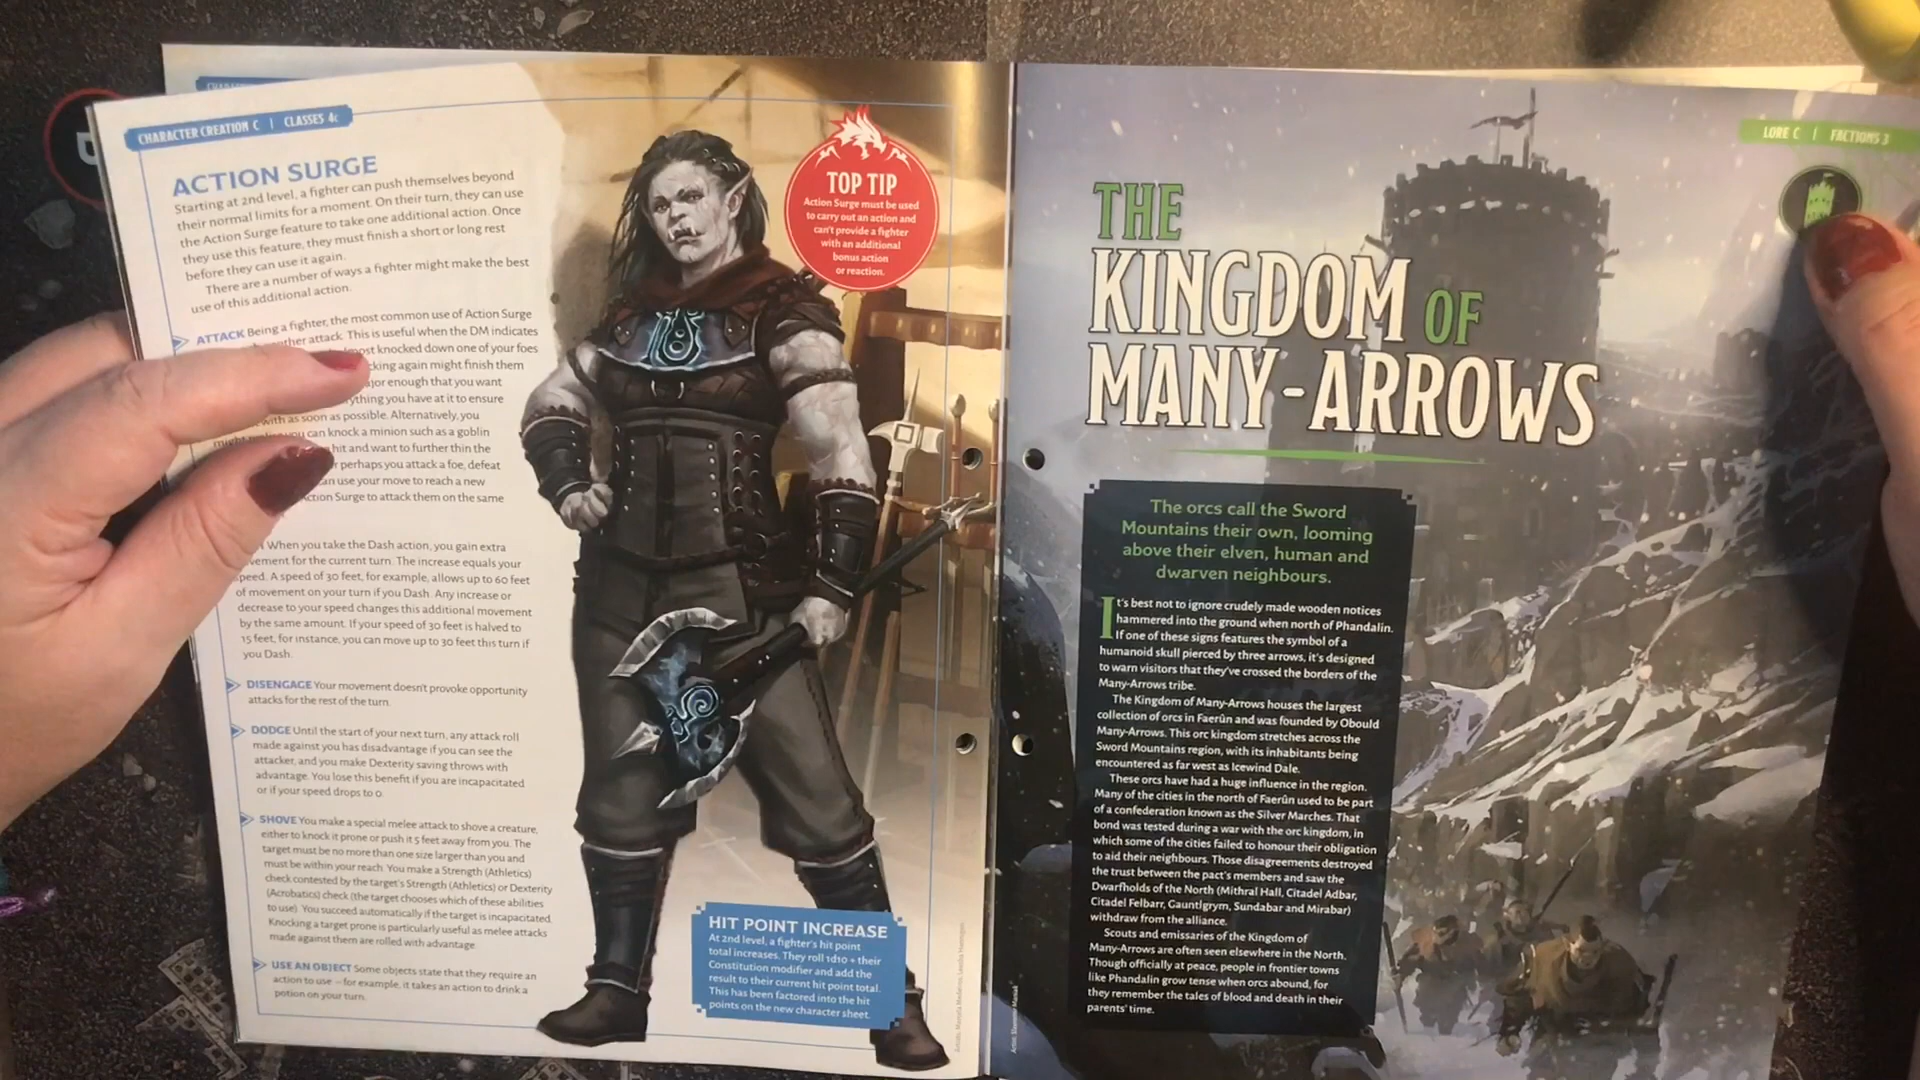 CHARACTER CREATION C | CLASSES 4c
ACTION SURGE
Starting at 2nd level, a fighter can push themselves beyond
their normal limits for a moment. On their turn, they can use
the Action Surge feature to take one additional action. Once
they use this feature, they must finish a short or long rest
before they can use it again.
There are a number of ways a fighter might make the best
use of this additional action.
ATTACK Being a fighter, the most common use of Action Surge
another attack. This is useful when the DM indicates
most knocked down one of your foes
again might finish them
enough that you want
you have at it to ensure
with as soon as possible. Alternatively, you
might you can knock a minion such as a goblin
hit and want to further thin the
perhaps you attack a foe, defeat
can use your move to reach a new
Action Surge to attack them on the same
When you take the Dash action, you gain extra
movement for the current turn. The increase equals your
speed. A speed of 30 feet, for example, allows up to 60 feet
of movement on your turn if you Dash. Any increase or
decrease to your speed changes this additional movement
by the same amount. If your speed of 30 feet is halved to
15 feet, for instance, you can move up to 30 feet this turn if
you Dash.
DISENGAGE Your movement doesn't provoke opportunity
attacks for the rest of the turn.
DODGE Until the start of your next turn, any attack roll
made against you has disadvantage if you can see the
attacker, and you make Dexterity saving throws with
advantage. You lose this benefit if you are incapacitated
or if your speed drops to 0.
SHOVE You make a special melee attack to shove a creature,
either to knock it prone or push it 5 feet away from you. The
target must be no more than one size larger than you and
must be within your reach. You make a Strength (Athletics)
check contested by the target's Strength (Athletics) or Dexterity
(Acrobatics) check (the target chooses which of these abilities
to use). You succeed automatically if the target is incapacitated.
Knocking a target prone is particularly useful as melee attacks
made against them are rolled with advantage.
USE AN OBJECT Some objects state that they require an
action to use – for example, it takes an action to drink a
potion on your turn.
TOP TIP
Action Surge must be used
to carry out an action and
can't provide a fighter
with an additional
bonus action
or reaction.
HIT POINT INCREASE
At 2nd level, a fighter's hit point
total increases. They roll 1d10 + their
Constitution modifier and add the
result to their current hit point total.
This has been factored into the hit
points on the new character sheet.
LORE C | FACTIONS 3
THE
KINGDOM OF
MANY-ARROWS
The orcs call the Sword
Mountains their own, looming
above their elven, human and
dwarven neighbours.
It's best not to ignore crudely made wooden notices
hammered into the ground when north of Phandalin.
If one of these signs features the symbol of a
humanoid skull pierced by three arrows, it's designed
to warn visitors that they've crossed the borders of the
Many-Arrows tribe.
The Kingdom of Many-Arrows houses the largest
collection of orcs in Faerûn and was founded by Obould
Many-Arrows. This orc kingdom stretches across the
Sword Mountains region, with its inhabitants being
encountered as far west as Icewind Dale.
These orcs have had a huge influence in the region.
Many of the cities in the north of Faerûn used to be part
of a confederation known as the Silver Marches. That
bond was tested during a war with the orc kingdom, in
which some of the cities failed to honour their obligation
to aid their neighbours. Those disagreements destroyed
the trust between the pact's members and saw the
Dwarfholds of the North (Mithral Hall, Citadel Adbar,
Citadel Felbarr, Gauntlgrym, Sundabar and Mirabar)
withdraw from the alliance.
Scouts and emissaries of the Kingdom of
Many-Arrows are often seen elsewhere in the North.
Though officially at peace, people in frontier towns
like Phandalin grow tense when orcs abound, for
they remember the tales of blood and death in their
parents' time.